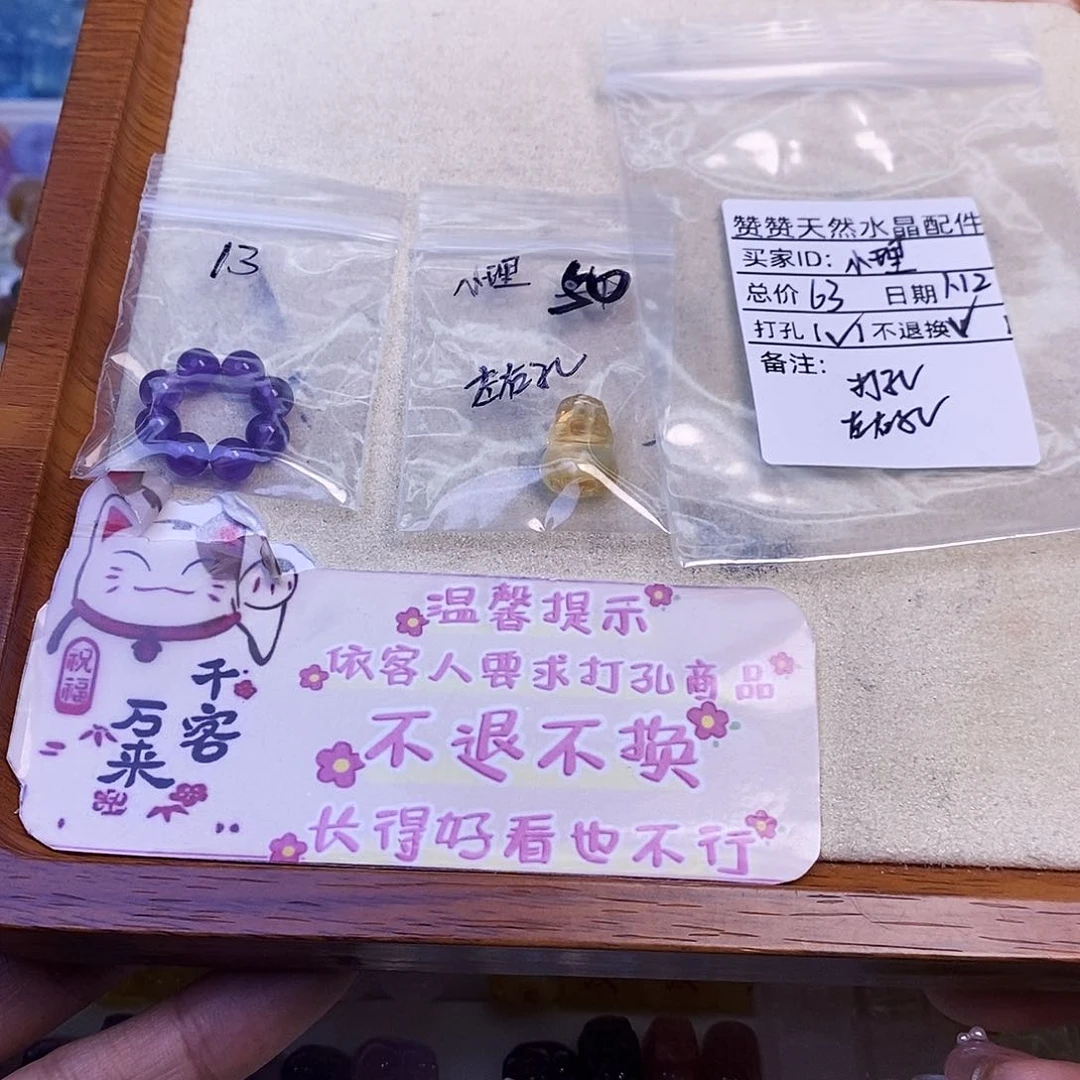 13
小理 50
左右孔
赞赞天然水晶配件
买家ID: 小理
总价 63 日期 112
打孔【√】不退换√】
备注:
打孔
左右孔
祝福
千客
万来
温馨提示
依客人要求打孔商品
不退不换
长得好看也不行